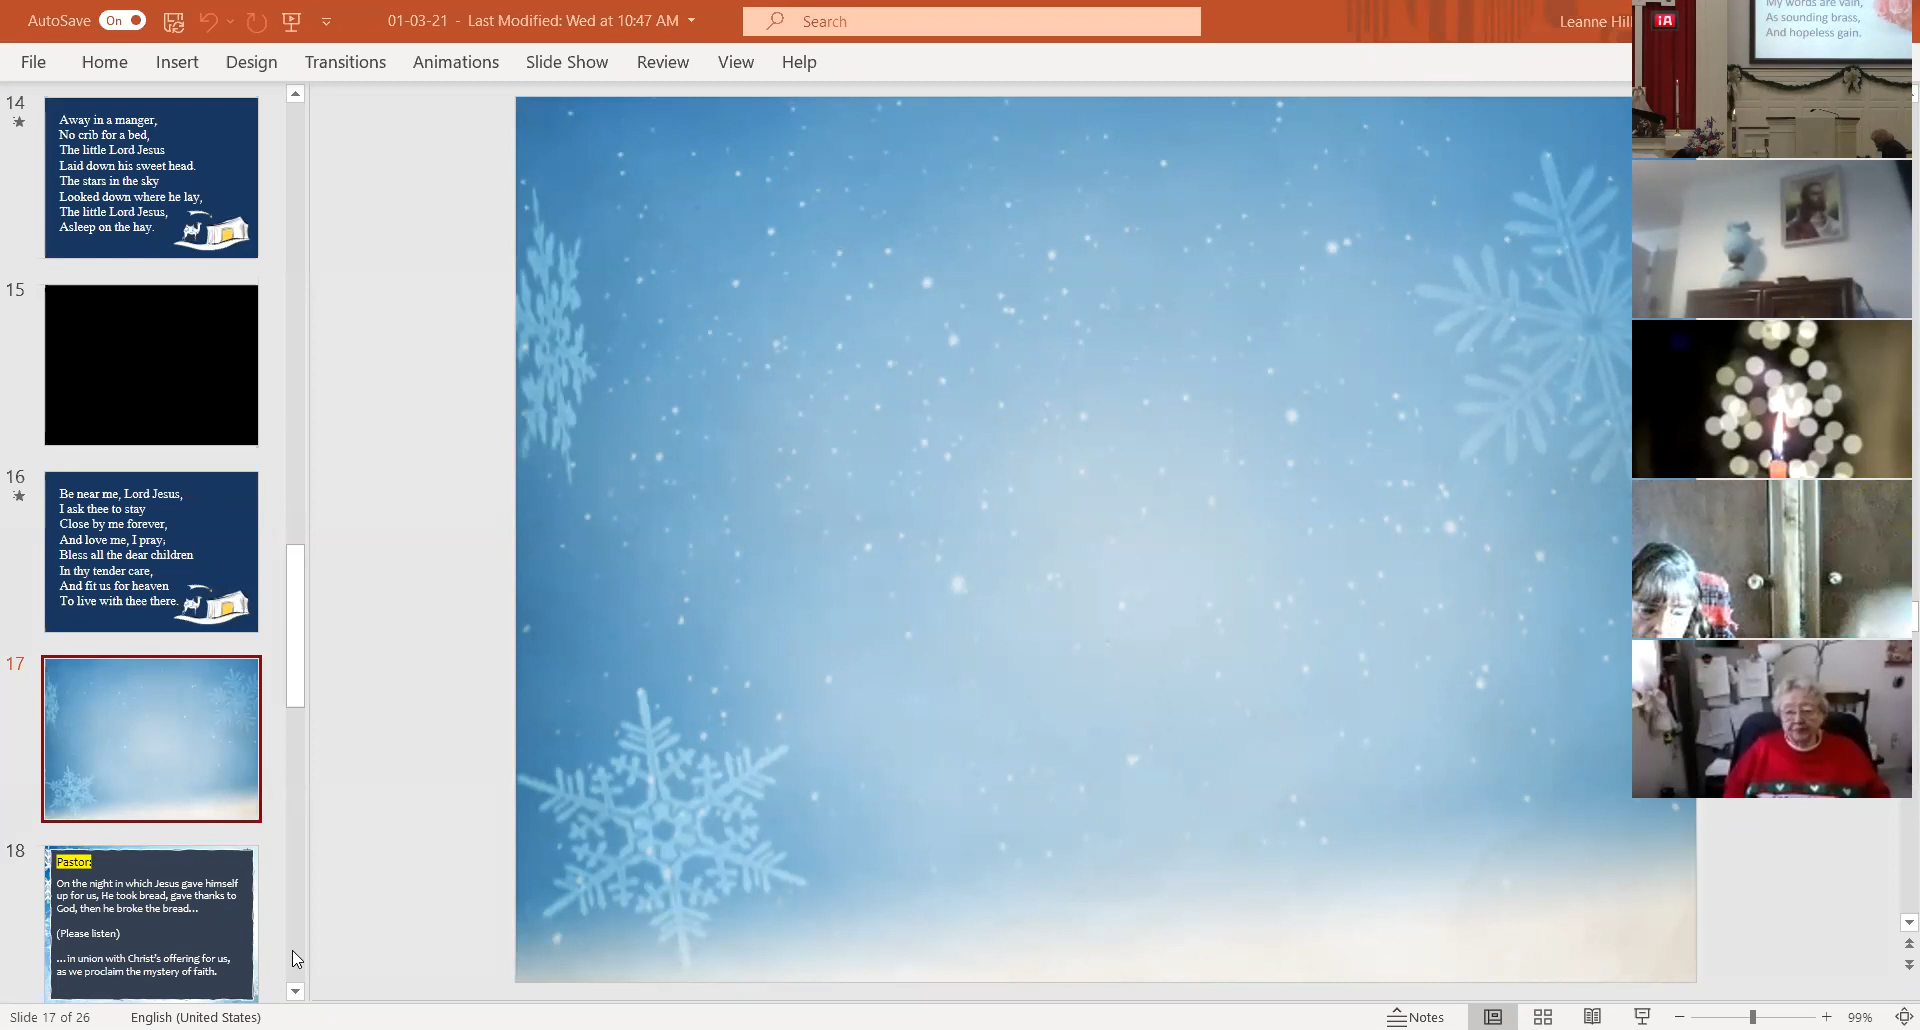 AutoSave On
01-03-21 - Last Modified: Wed at 10:47 AM
Search
Leanne Hill
File Home Insert Design Transitions Animations Slide Show Review View Help
14
Away in a manger,
No crib for a bed,
The little Lord Jesus
Laid down his sweet head.
The stars in the sky
Looked down where he lay,
The little Lord Jesus,
Asleep on the hay.
15
16
Be near me, Lord Jesus,
I ask thee to stay
Close by me forever,
And love me, I pray;
Bless all the dear children
In thy tender care,
And fit us for heaven
To live with thee there.
17
18
Pastor:
On the night in which Jesus gave himself
up for us, He took bread, gave thanks to
God, then he broke the bread...
(Please listen)
...in union with Christ's offering for us,
as we proclaim the mystery of faith.
My words are vain,
As sounding brass,
And hopeless gain.
iA
Slide 17 of 26
English (United States)
Notes
99%